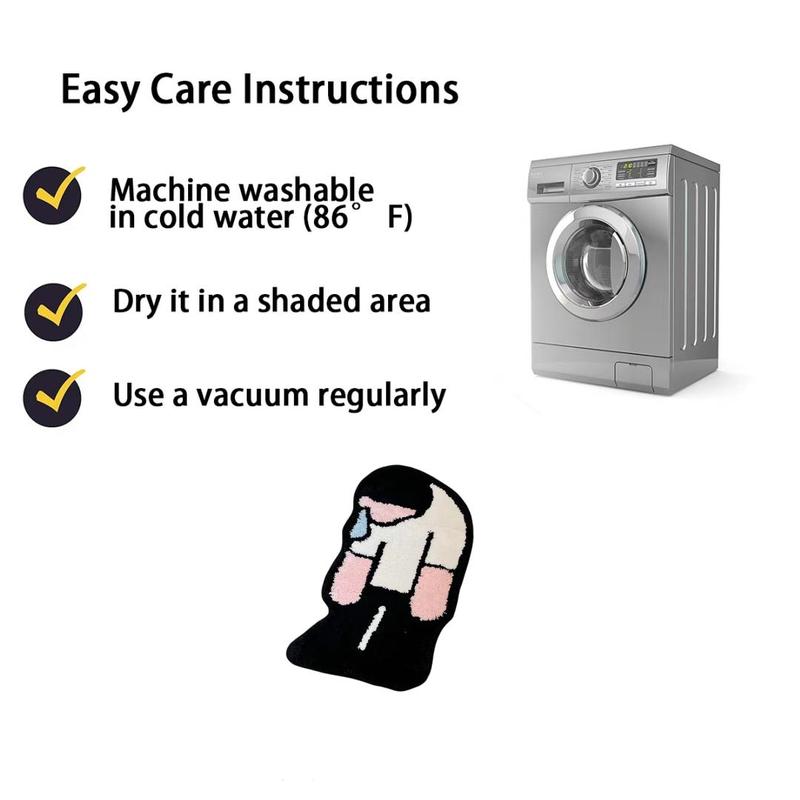 Easy Care Instructions
Machine washable
in cold water (86° F)
Dry it in a shaded area
Use a vacuum regularly